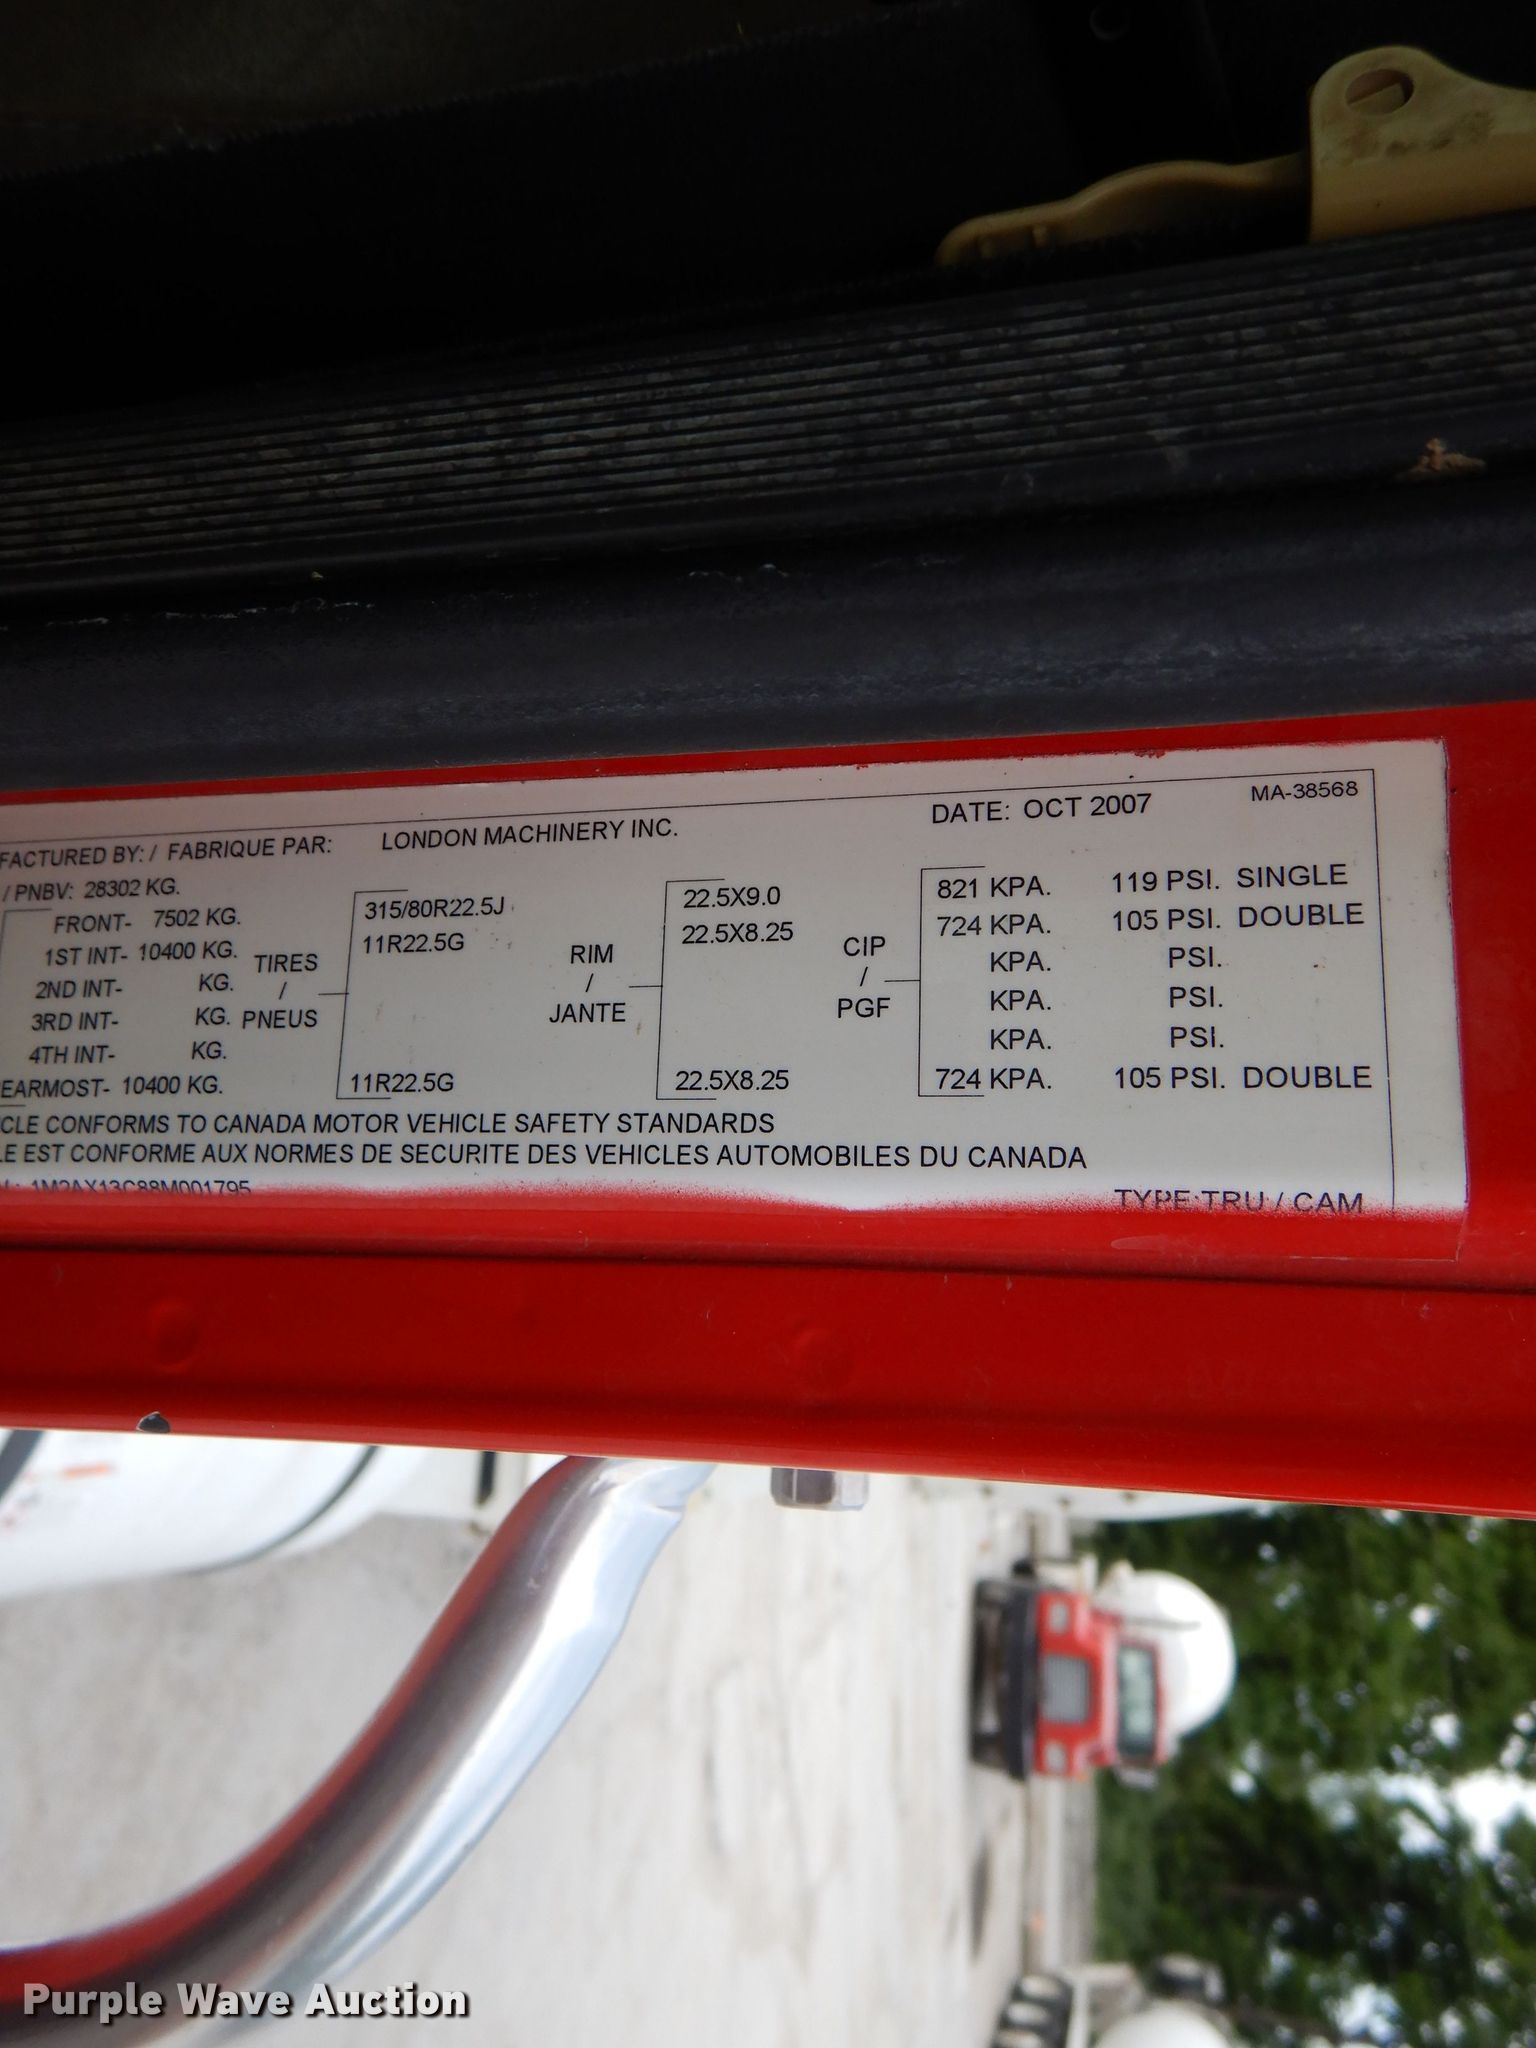 FACTURED BY: / FABRIQUE PAR: LONDON MACHINERY INC. DATE: OCT 2007 MA-38568
/ PNBV: 28302 KG.
FRONT- 7502 KG. 315/80R22.5J 22.5X9.0 821 KPA. 119 PSI. SINGLE
1ST INT- 10400 KG. 11R22.5G 22.5X8.25 724 KPA. 105 PSI. DOUBLE
2ND INT- KG. TIRES / PNEUS RIM / JANTE CIP / PGF KPA. PSI.
3RD INT- KG. KPA. PSI.
4TH INT- KG. KPA. PSI.
EARMOST- 10400 KG. 11R22.5G 22.5X8.25 724 KPA. 105 PSI. DOUBLE
CLE CONFORMS TO CANADA MOTOR VEHICLE SAFETY STANDARDS
LE EST CONFORME AUX NORMES DE SECURITE DES VEHICLES AUTOMOBILES DU CANADA
1M2AX13C88M001795 TYPE:TRU / CAM
Purple Wave Auction